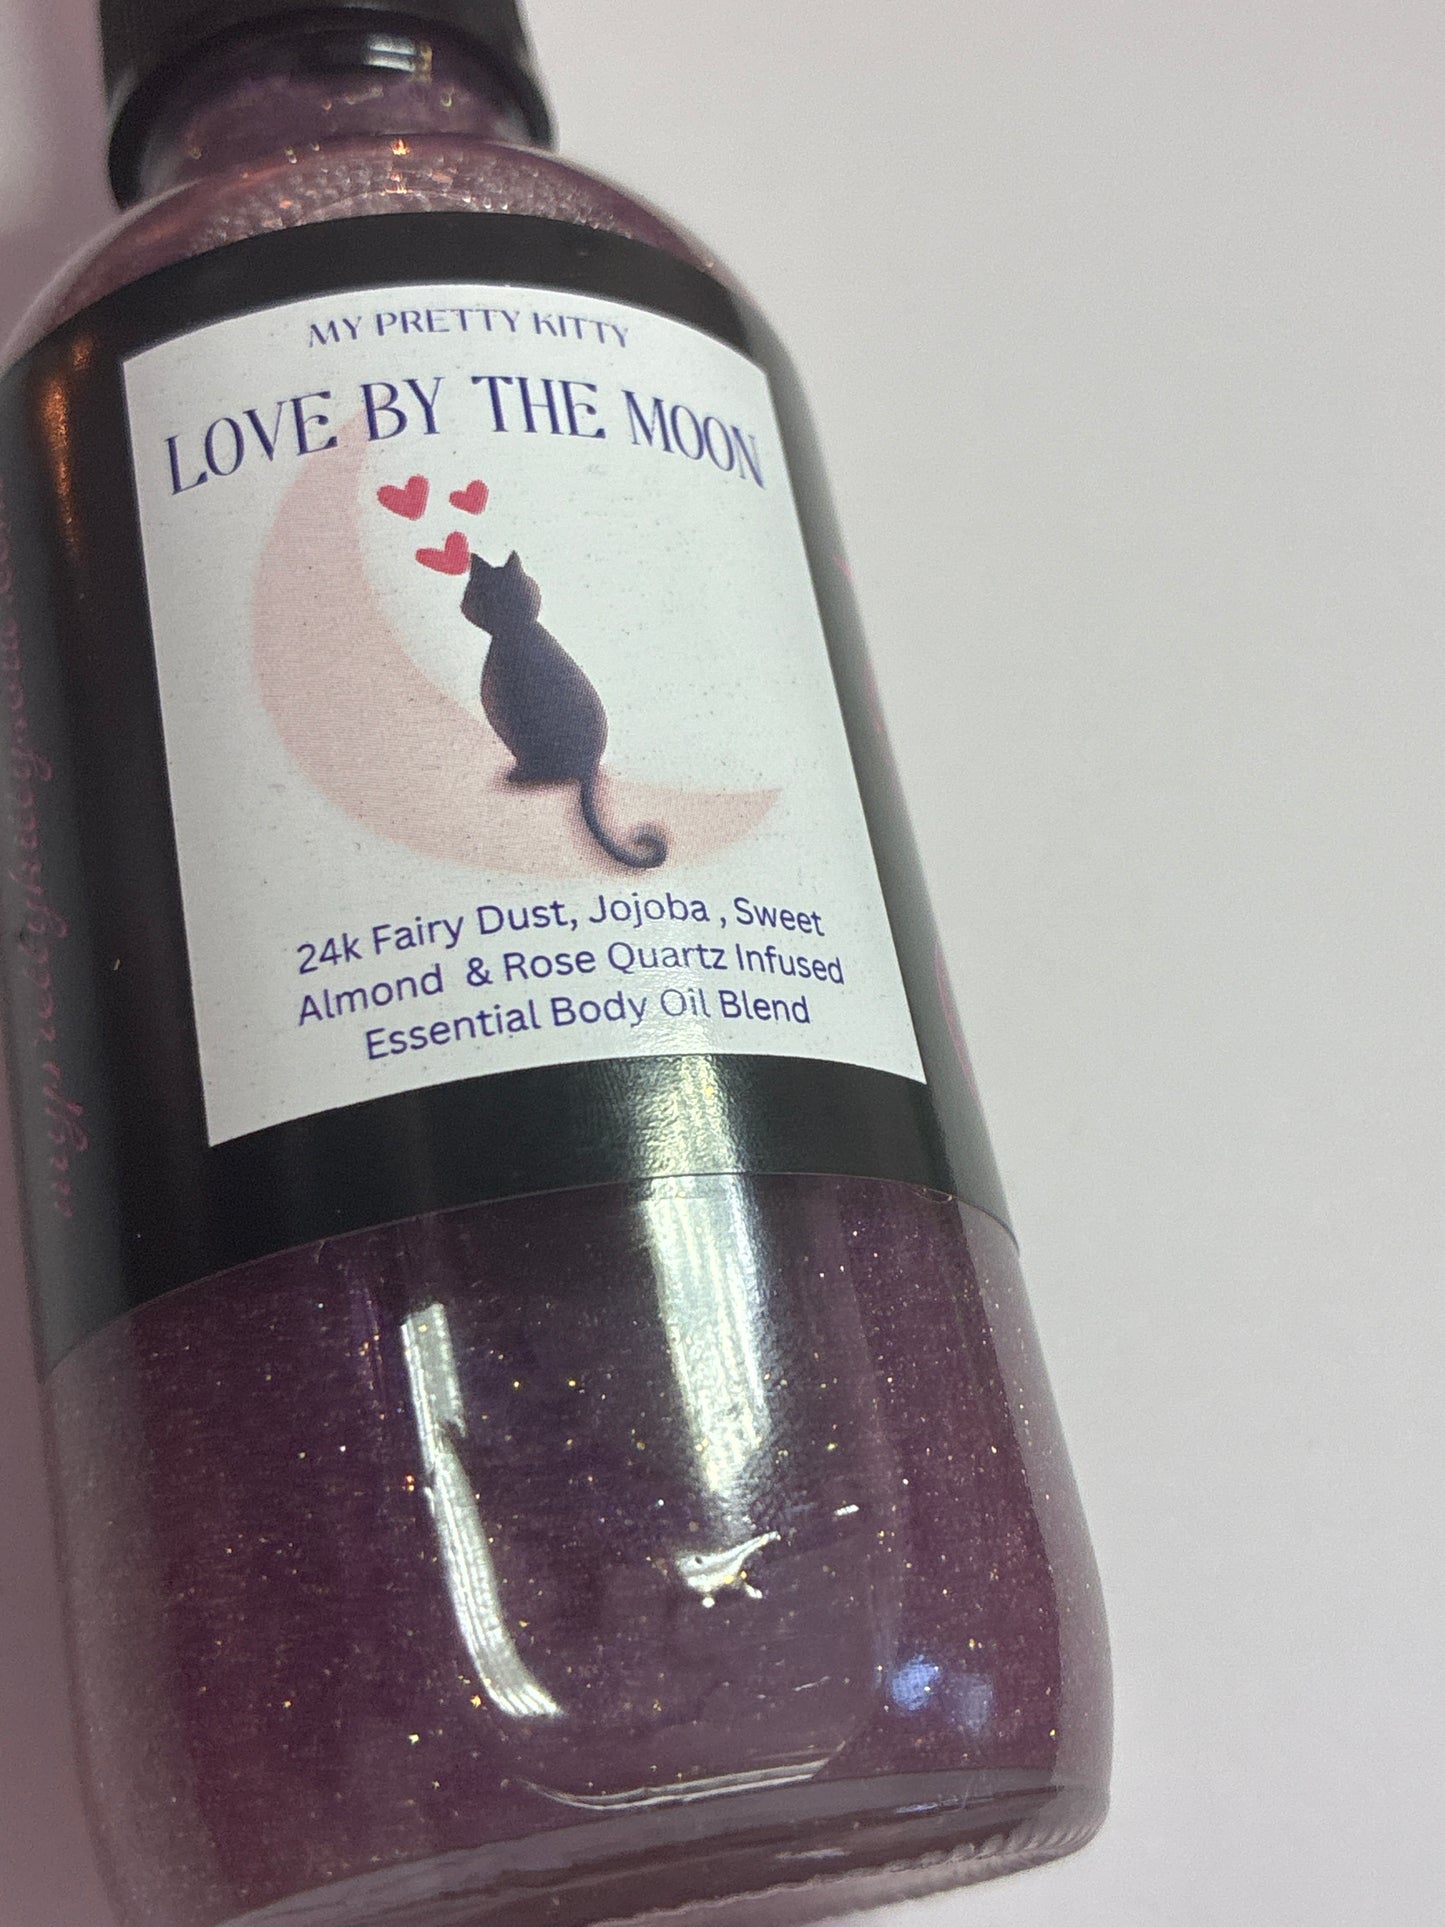 MY PRETTY KITTY
LOVE BY THE MOON
24k Fairy Dust, Jojoba , Sweet
Almond & Rose Quartz Infused
Essential Body Oil Blend